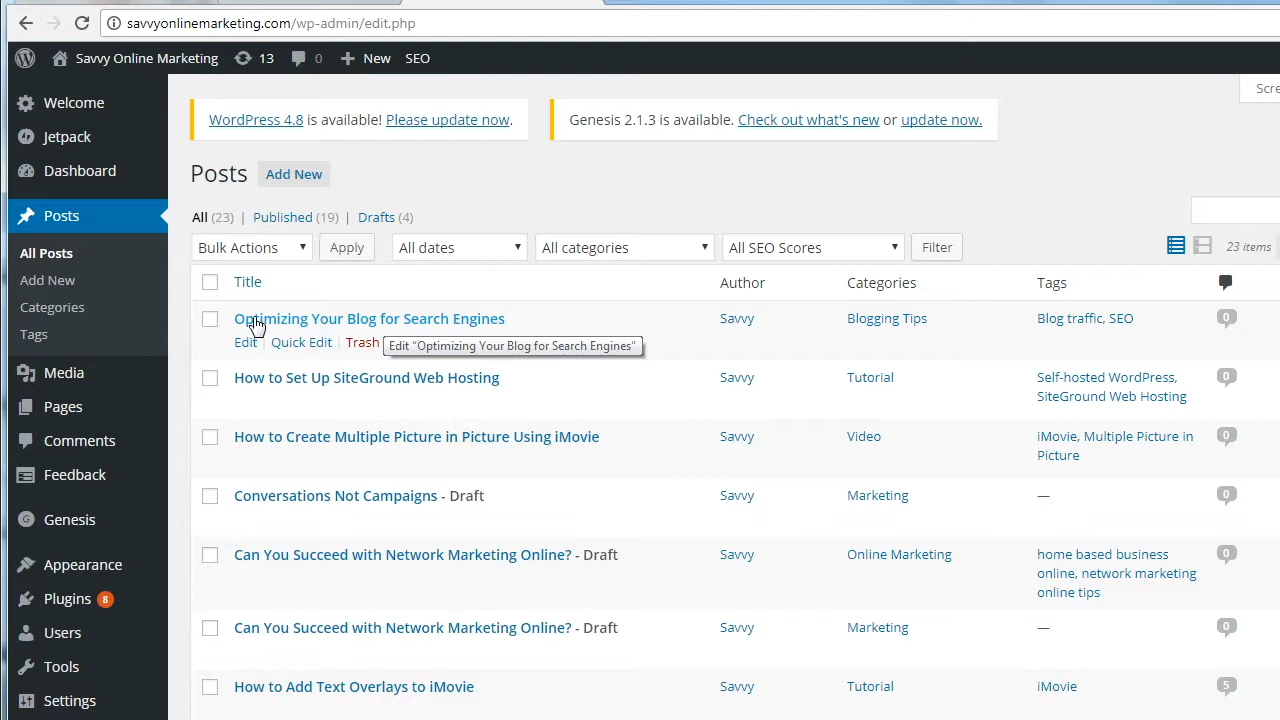 savvyonlinemarketing.com/wp-admin/edit.php
Savvy Online Marketing 13 0 New SEO
Welcome
Jetpack
Dashboard
Posts
All Posts
Add New
Categories
Tags
Media
Pages
Comments
Feedback
Genesis
Appearance
Plugins 8
Users
Tools
Settings
WordPress 4.8 is available! Please update now.
Genesis 2.1.3 is available. Check out what's new or update now.
Scre
Posts Add New
All (23) | Published (19) | Drafts (4)
Bulk Actions Apply All dates All categories All SEO Scores Filter 23 items
Title Author Categories Tags
Optimizing Your Blog for Search Engines Savvy Blogging Tips Blog traffic, SEO 0
Edit | Quick Edit | Trash
Edit “Optimizing Your Blog for Search Engines”
How to Set Up SiteGround Web Hosting Savvy Tutorial Self-hosted WordPress, 0
SiteGround Web Hosting
How to Create Multiple Picture in Picture Using iMovie Savvy Video iMovie, Multiple Picture in 0
Picture
Conversations Not Campaigns - Draft Savvy Marketing — 0
Can You Succeed with Network Marketing Online? - Draft Savvy Online Marketing home based business 0
online, network marketing
online tips
Can You Succeed with Network Marketing Online? - Draft Savvy Marketing — 0
How to Add Text Overlays to iMovie Savvy Tutorial iMovie 5